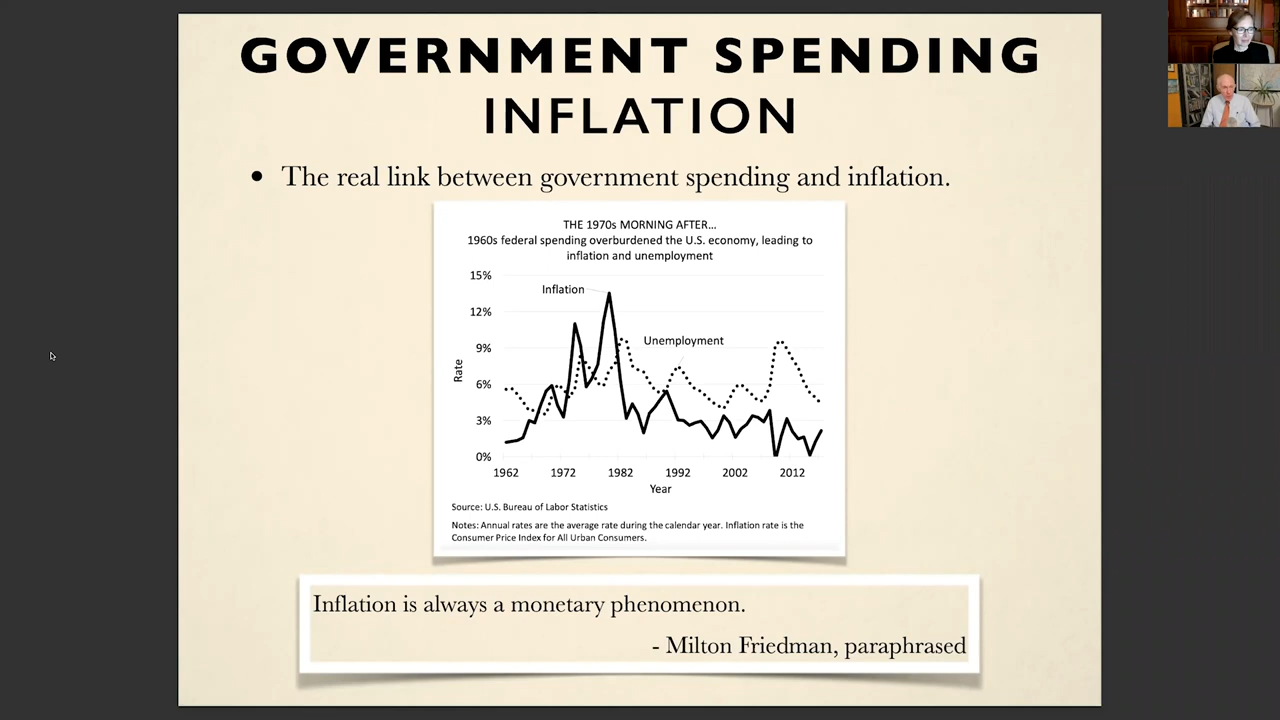 GOVERNMENT SPENDING
INFLATION
• The real link between government spending and inflation.
THE 1970s MORNING AFTER...
1960s federal spending overburdened the U.S. economy, leading to
inflation and unemployment
15%
Inflation
12%
Unemployment
9%
Rate
6%
3%
0%
1962 1972 1982 1992 2002 2012
Year
Source: U.S. Bureau of Labor Statistics
Notes: Annual rates are the average rate during the calendar year. Inflation rate is the
Consumer Price Index for All Urban Consumers.
Inflation is always a monetary phenomenon.
- Milton Friedman, paraphrased